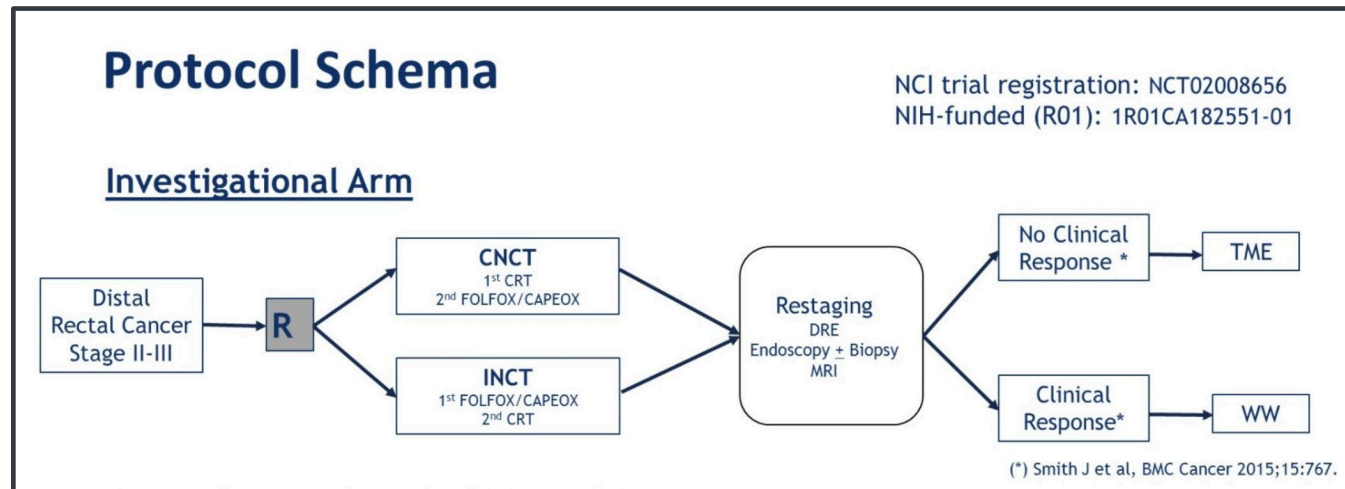 Protocol Schema
NCI trial registration: NCT02008656
NIH-funded (R01): 1R01CA182551-01
Investigational Arm
Distal
Rectal Cancer
Stage II-III
R
CNCT
1st CRT
2nd FOLFOX/CAPEOX
INCT
1st FOLFOX/CAPEOX
2nd CRT
Restaging
DRE
Endoscopy ± Biopsy
MRI
No Clinical
Response *
TME
Clinical
Response*
WW
(*) Smith J et al, BMC Cancer 2015;15:767.